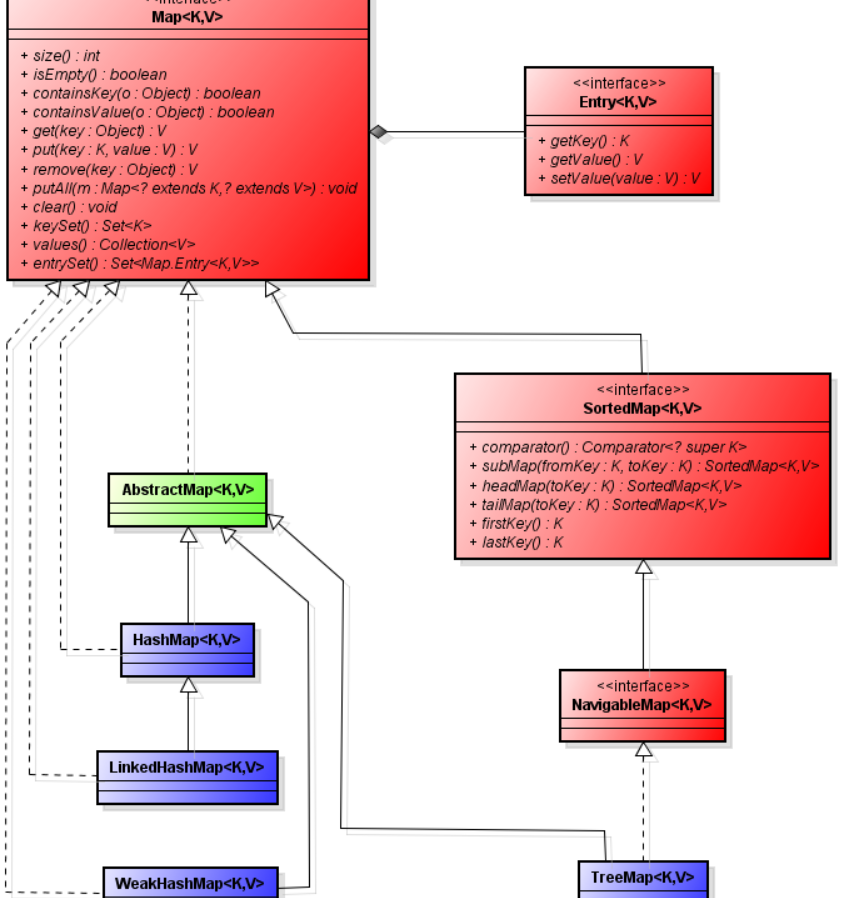 <<interface>>
Map<K,V>
+ size() : int
+ isEmpty() : boolean
+ containsKey(o : Object) : boolean
+ containsValue(o : Object) : boolean
+ get(key : Object) : V
+ put(key : K, value : V) : V
+ remove(key : Object) : V
+ putAll(m : Map<? extends K,? extends V>) : void
+ clear() : void
+ keySet() : Set<K>
+ values() : Collection<V>
+ entrySet() : Set<Map.Entry<K,V>>
<<interface>>
Entry<K,V>
+ getKey() : K
+ getValue() : V
+ setValue(value : V) : V
<<interface>>
SortedMap<K,V>
+ comparator() : Comparator<? super K>
+ subMap(fromKey : K, toKey : K) : SortedMap<K,V>
+ headMap(toKey : K) : SortedMap<K,V>
+ tailMap(toKey : K) : SortedMap<K,V>
+ firstKey() : K
+ lastKey() : K
AbstractMap<K,V>
HashMap<K,V>
<<interface>>
NavigableMap<K,V>
LinkedHashMap<K,V>
WeakHashMap<K,V>
TreeMap<K,V>